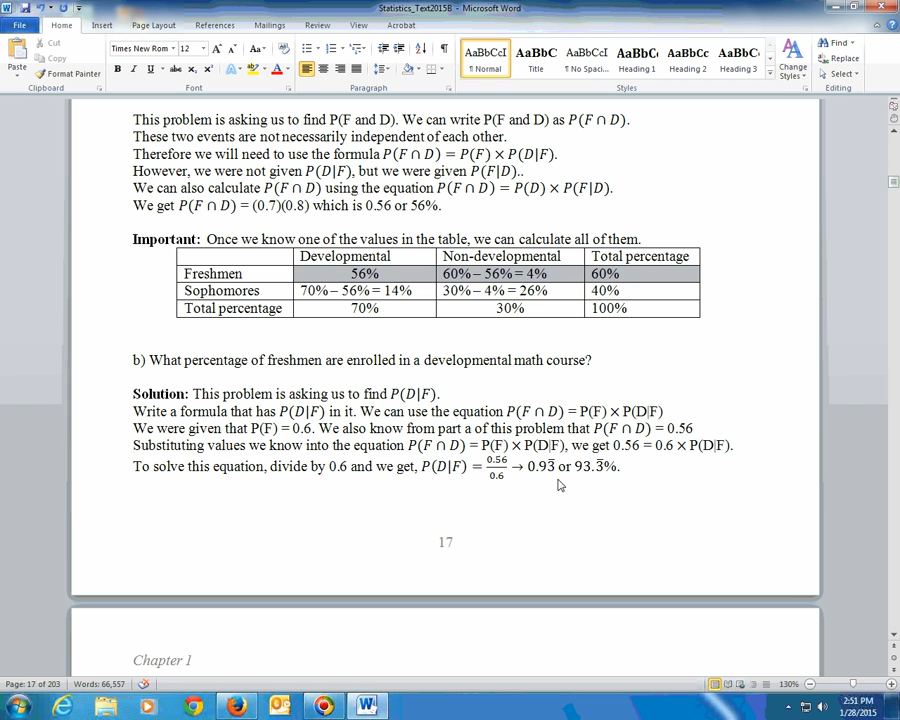 Statistics_Text2015B - Microsoft Word
File Home Insert Page Layout References Mailings Review View Acrobat
Paste
Cut
Copy
Format Painter
Clipboard
Times New Rom 12
Font
Paragraph
AaBbCcI AaBbC AaBbCcI AaBbCc AaBbCc AaBbCcI
¶ Normal Title ¶ No Spaci... Heading 1 Heading 2 Heading 3
Styles
Change Styles
Find
Replace
Select
Editing
This problem is asking us to find P(F and D). We can write P(F and D) as P(F ∩ D).
These two events are not necessarily independent of each other.
Therefore we will need to use the formula P(F ∩ D) = P(F) × P(D|F).
However, we were not given P(D|F), but we were given P(F|D)..
We can also calculate P(F ∩ D) using the equation P(F ∩ D) = P(D) × P(F|D).
We get P(F ∩ D) = (0.7)(0.8) which is 0.56 or 56%.
Important: Once we know one of the values in the table, we can calculate all of them.
Developmental Non-developmental Total percentage
Freshmen 56% 60% – 56% = 4% 60%
Sophomores 70% – 56% = 14% 30% – 4% = 26% 40%
Total percentage 70% 30% 100%
b) What percentage of freshmen are enrolled in a developmental math course?
Solution: This problem is asking us to find P(D|F).
Write a formula that has P(D|F) in it. We can use the equation P(F ∩ D) = P(F) × P(D|F)
We were given that P(F) = 0.6. We also know from part a of this problem that P(F ∩ D) = 0.56
Substituting values we know into the equation P(F ∩ D) = P(F) × P(D|F), we get 0.56 = 0.6 × P(D|F).
To solve this equation, divide by 0.6 and we get, P(D|F) = 0.56/0.6 → 0.93̅ or 93.3̅%.
17
Chapter 1
Page: 17 of 203 Words: 66,557 130%
2:51 PM
1/28/2015